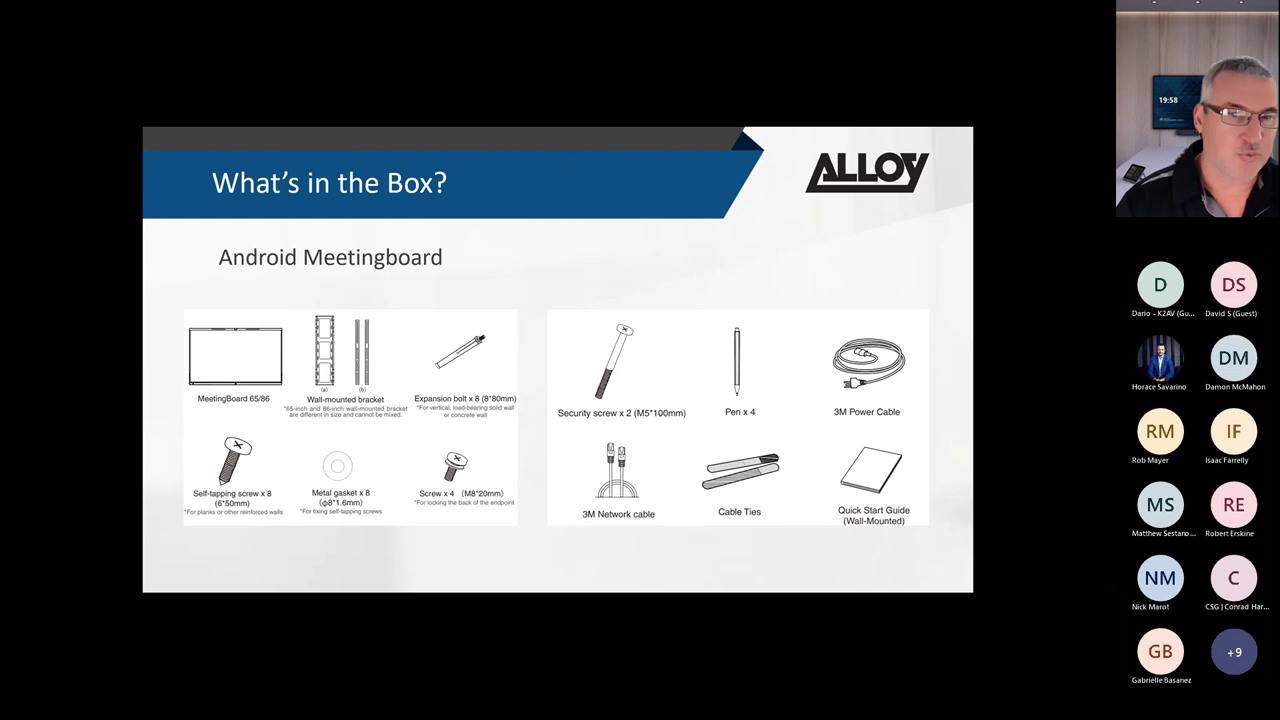 What's in the Box?
ALLOY
Android Meetingboard
MeetingBoard 65/86
(a)
(b)
Wall-mounted bracket
*65-inch and 86-inch wall-mounted bracket
are different in size and cannot be mixed.
Expansion bolt x 8 (8*80mm)
*For vertical, load-bearing solid wall
or concrete wall
Self-tapping screw x 8
(6*50mm)
*For planks or other reinforced walls
Metal gasket x 8
(φ8*1.6mm)
*For fixing self-tapping screws
Screw x 4 (M8*20mm)
*For locking the back of the endpoint
Security screw x 2 (M5*100mm)
Pen x 4
3M Power Cable
3M Network cable
Cable Ties
Quick Start Guide
(Wall-Mounted)
19:58
D
Dario - K2AV (Gu...
DS
David S (Guest)
Horace Savarino
DM
Damon McMahon
RM
Rob Mayer
IF
Isaac Farrelly
MS
Matthew Sestano...
RE
Robert Erskine
NM
Nick Marot
C
CSG | Conrad Har...
GB
Gabrielle Basanez
+9